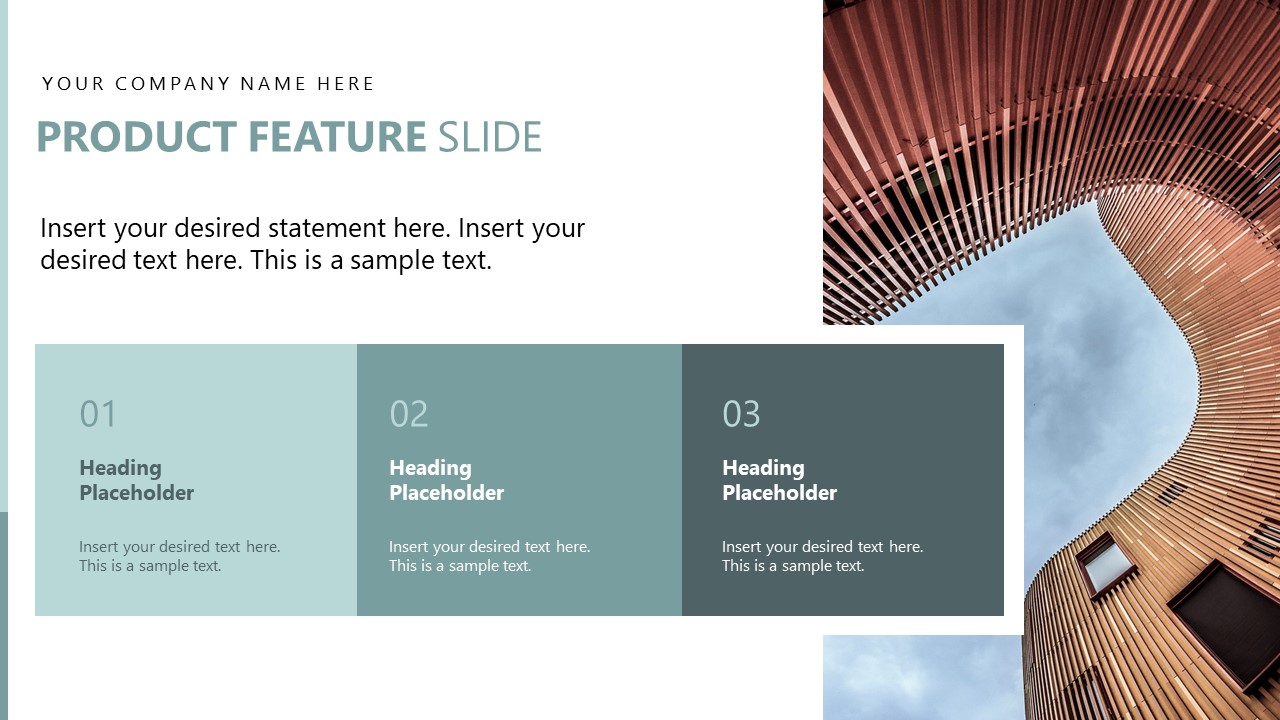 YOUR COMPANY NAME HERE
PRODUCT FEATURE SLIDE
Insert your desired statement here. Insert your
desired text here. This is a sample text.
01
Heading
Placeholder
Insert your desired text here.
This is a sample text.
02
Heading
Placeholder
Insert your desired text here.
This is a sample text.
03
Heading
Placeholder
Insert your desired text here.
This is a sample text.